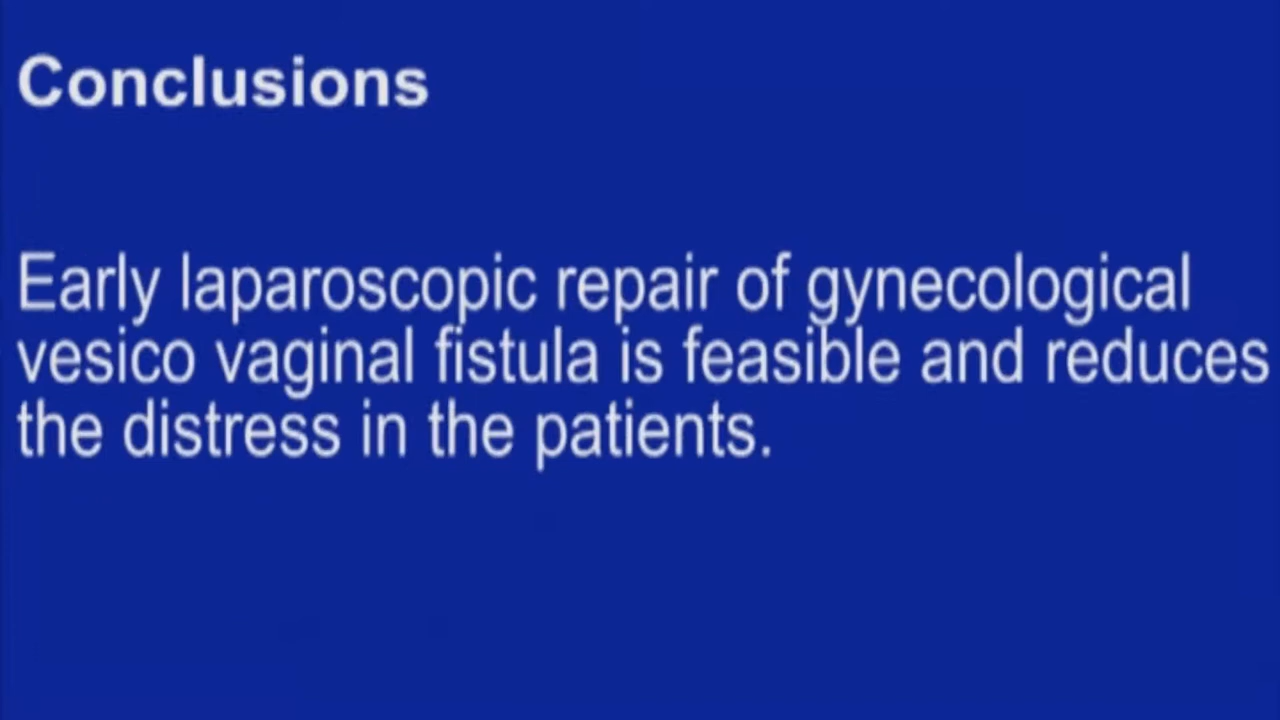 Conclusions
Early laparoscopic repair of gynecological
vesico vaginal fistula is feasible and reduces
the distress in the patients.